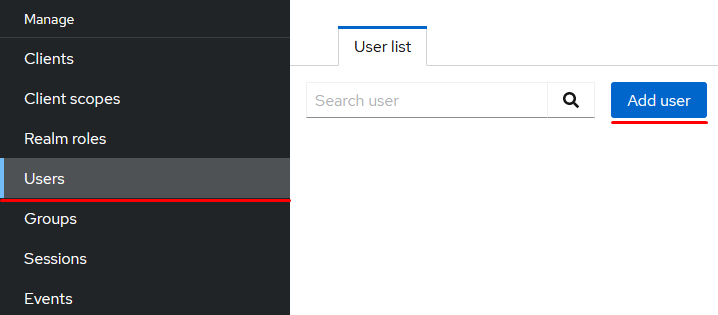 Manage
Clients
Client scopes
Realm roles
Users
Groups
Sessions
Events
User list
Search user
Add user